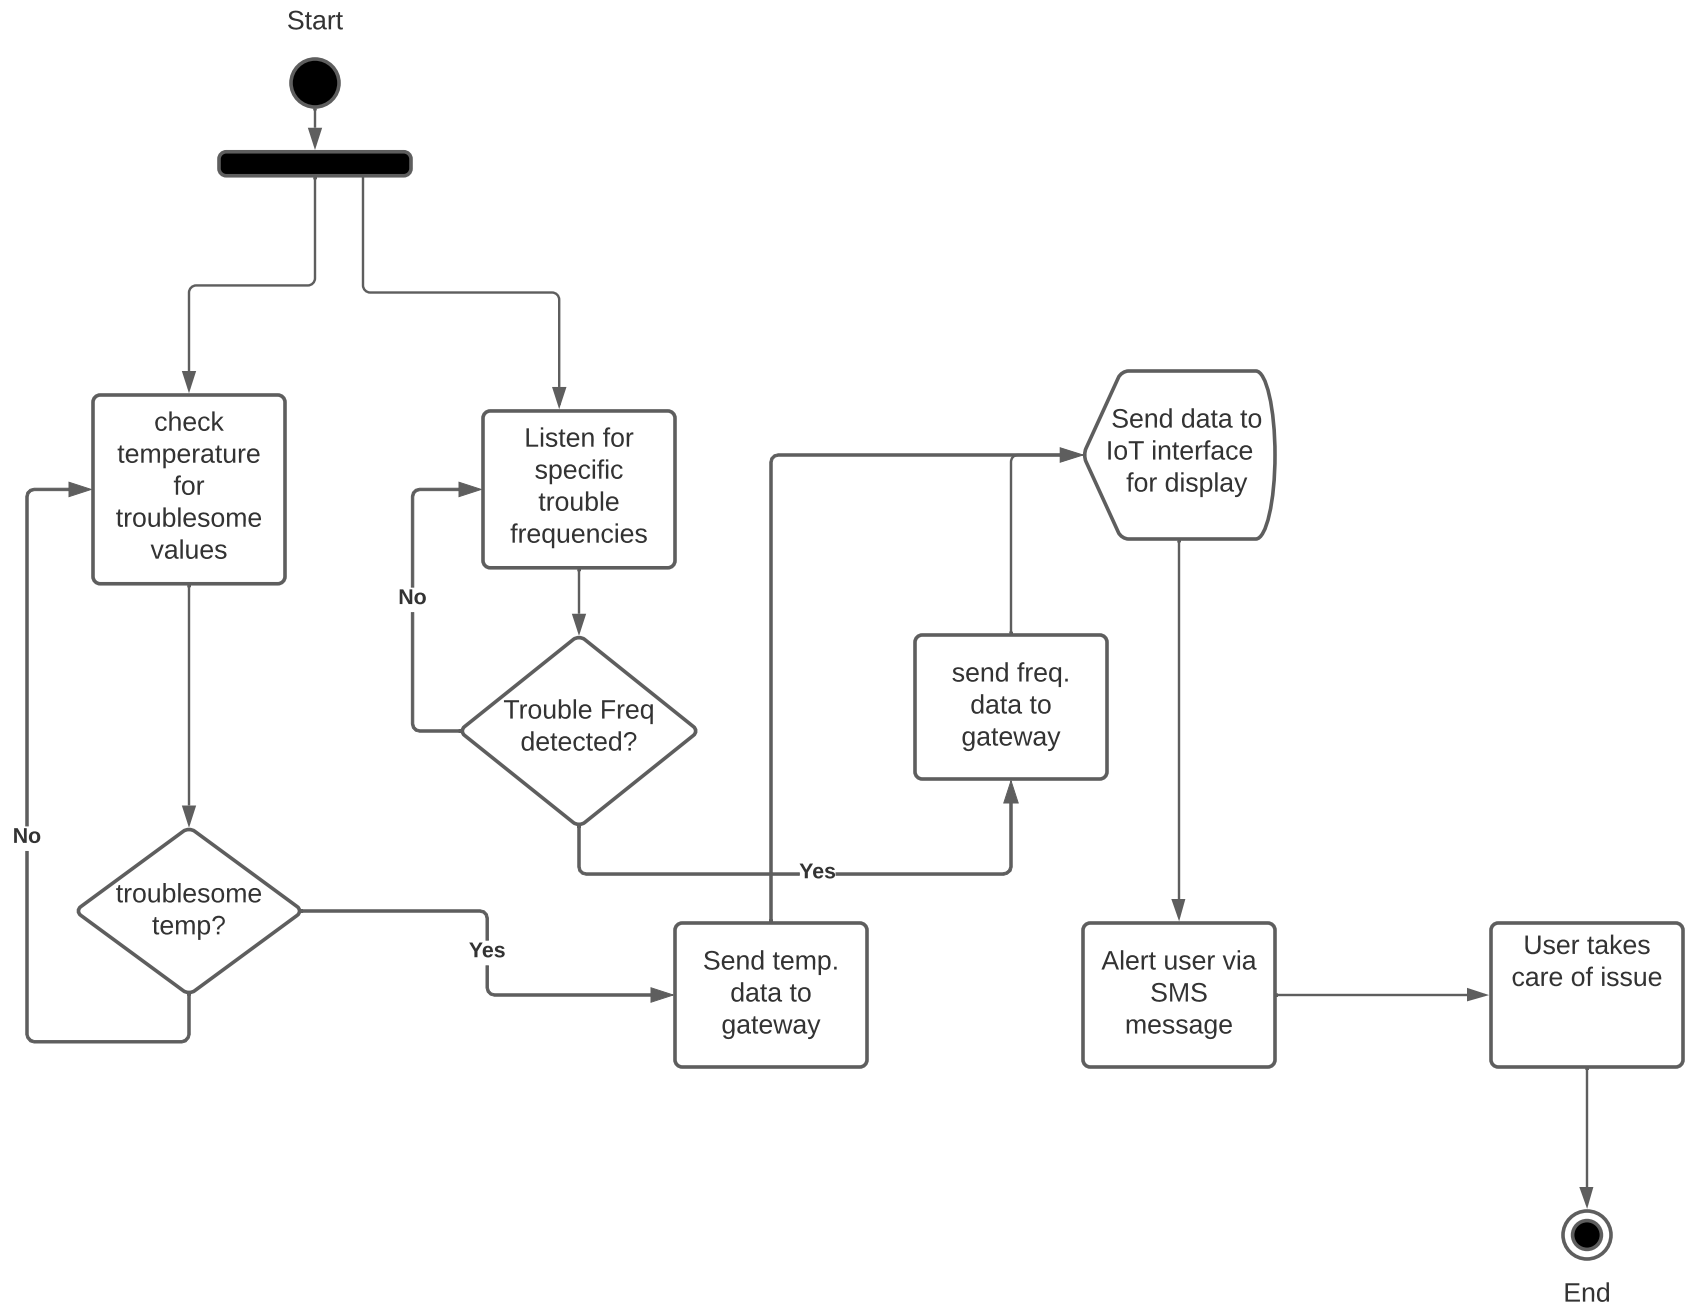 Start
check
temperature
for
troublesome
values
Listen for
specific
trouble
frequencies
Send data to
IoT interface
for display
No
Trouble Freq
detected?
send freq.
data to
gateway
No
troublesome
temp?
Yes
Yes
Send temp.
data to
gateway
Alert user via
SMS
message
User takes
care of issue
End